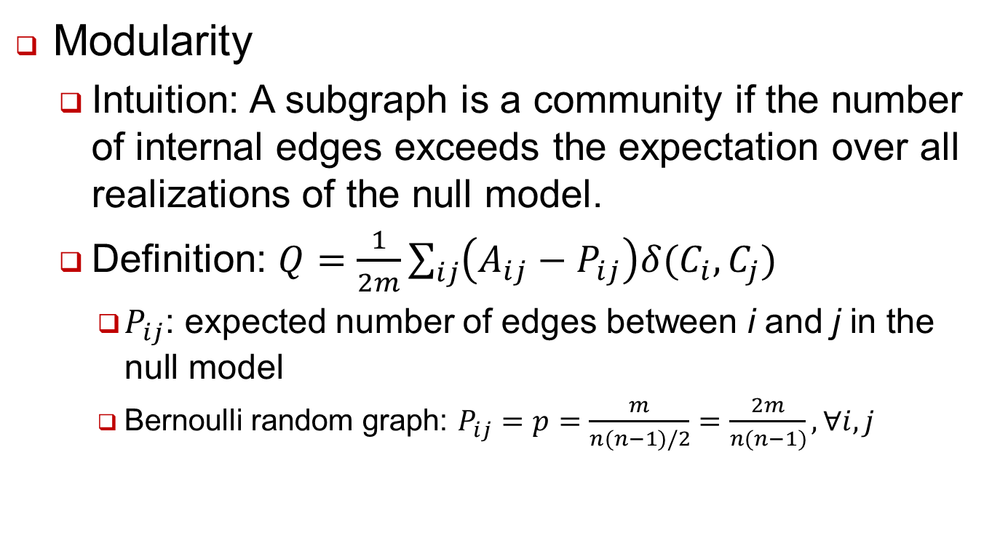 ❑ Modularity
❑ Intuition: A subgraph is a community if the number
of internal edges exceeds the expectation over all
realizations of the null model.
❑ Definition: $Q = \frac{1}{2m} \sum_{ij} (A_{ij} - P_{ij}) \delta(C_i, C_j)$
❑ $P_{ij}$: expected number of edges between i and j in the
null model
❑ Bernoulli random graph: $P_{ij} = p = \frac{m}{n(n-1)/2} = \frac{2m}{n(n-1)}, \forall i, j$